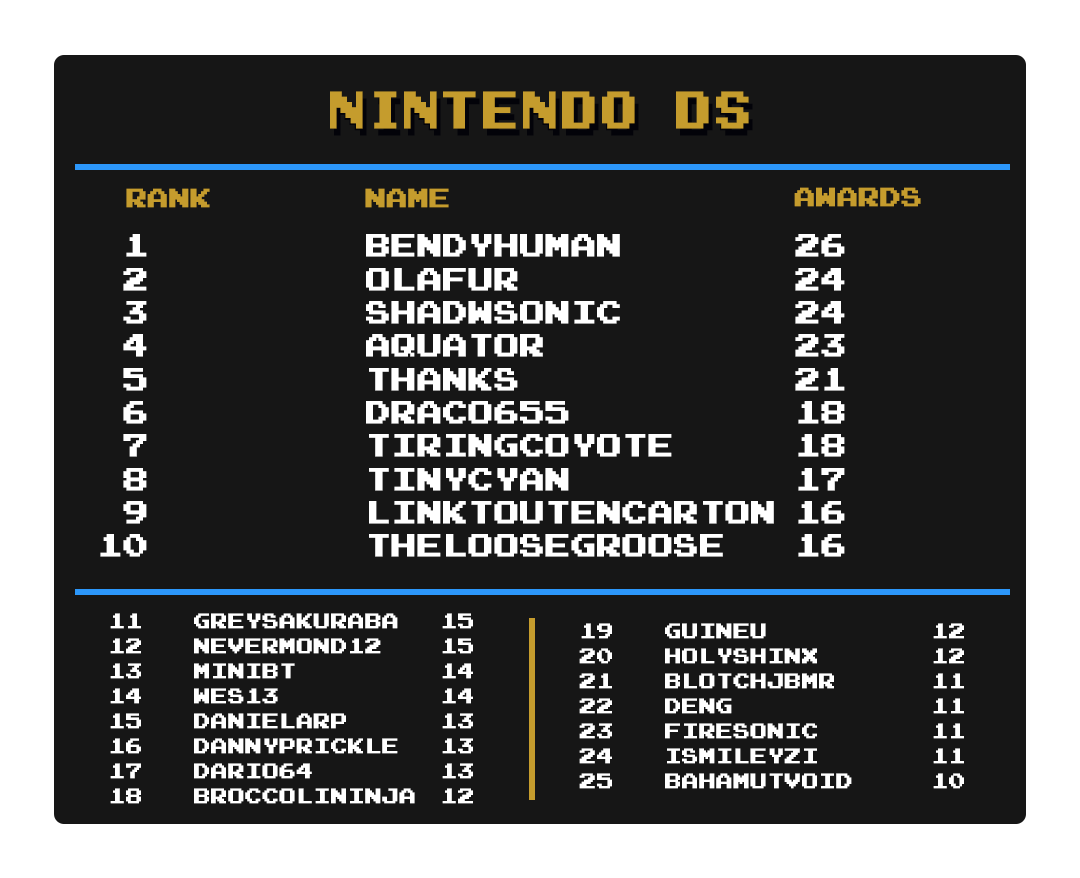 NINTENDO DS
RANK NAME AWARDS
1 BENDYHUMAN 26
2 OLAFUR 24
3 SHADWSONIC 24
4 AQUATOR 23
5 THANKS 21
6 DRACO655 18
7 TIRINGCOYOTE 18
8 TINYCYAN 17
9 LINKTOUTENCARTON 16
10 THELOOSEGROOSE 16
11 GREYSAKURABA 15
12 NEVERMOND12 15
13 MINIBT 14
14 WES13 14
15 DANIELARP 13
16 DANNYPRICKLE 13
17 DARIO64 13
18 BROCCOLININJA 12
19 GUINEU 12
20 HOLYSHINX 12
21 BLOTCHJBMR 11
22 DENG 11
23 FIRESONIC 11
24 ISMILEYZI 11
25 BAHAMUTVOID 10